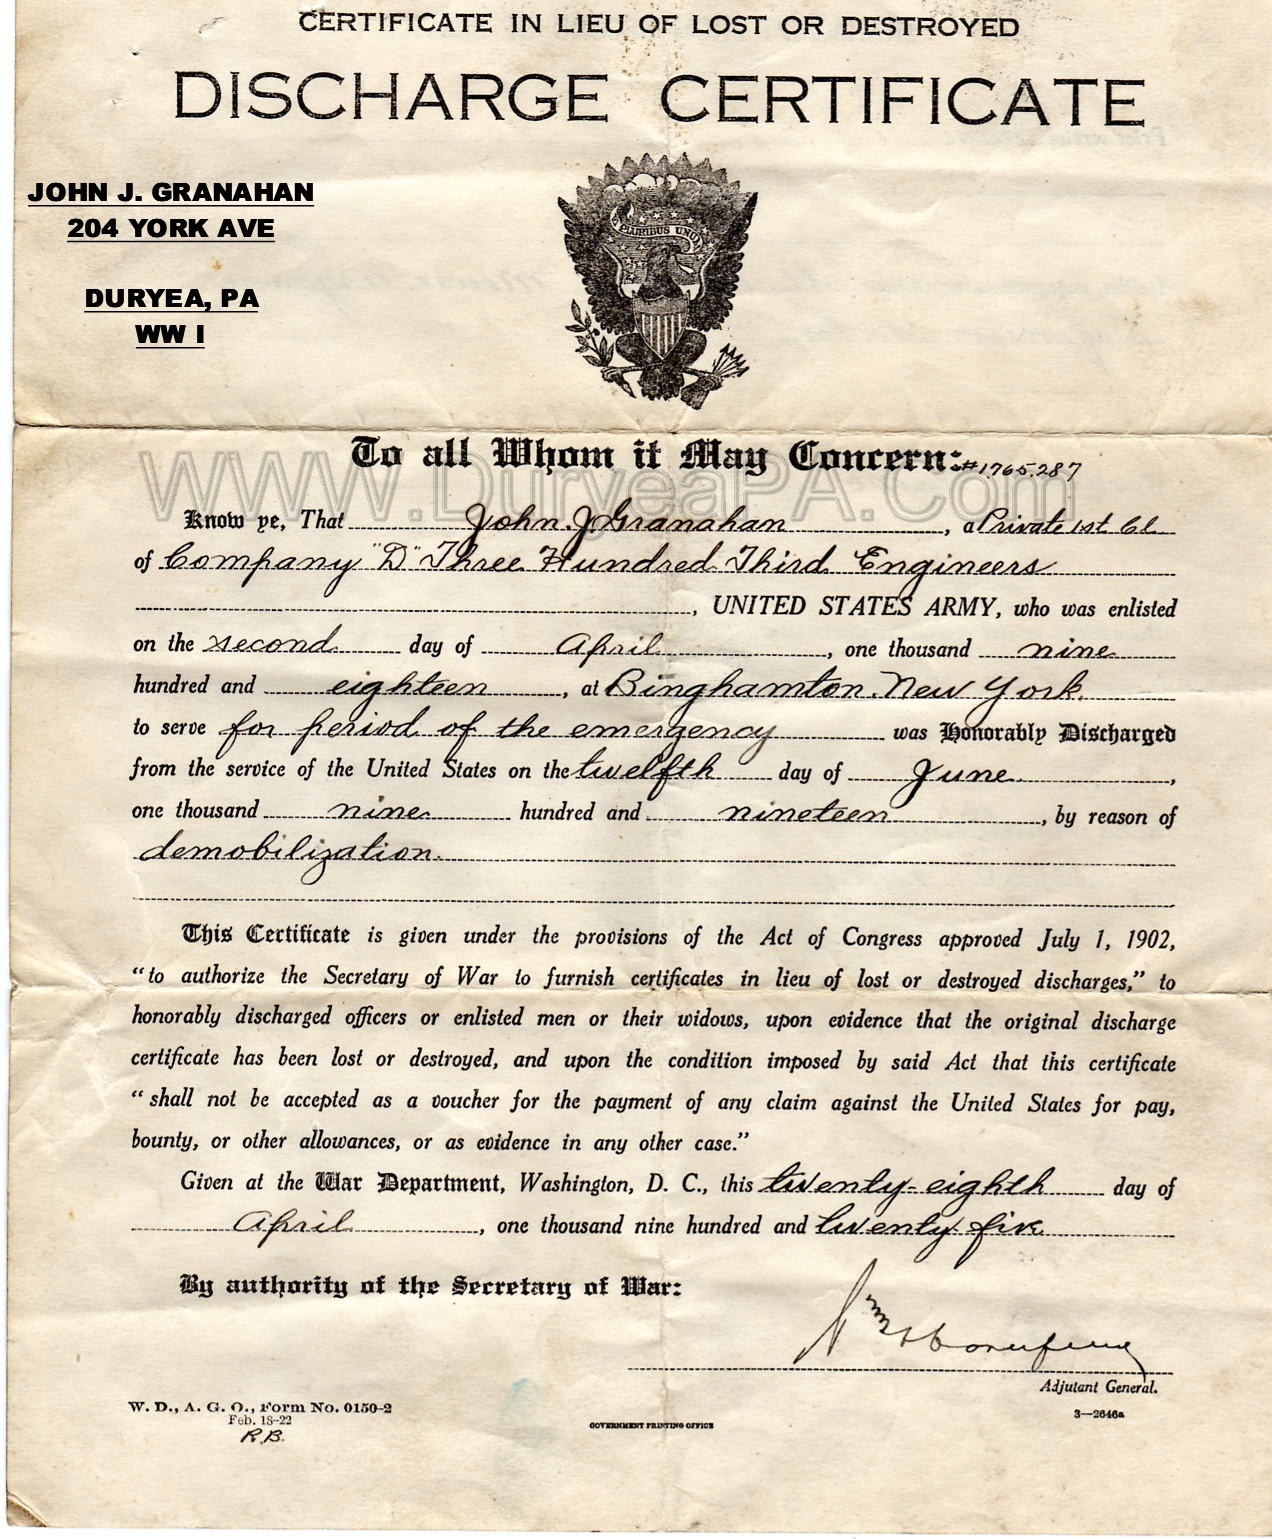 CERTIFICATE IN LIEU OF LOST OR DESTROYED
DISCHARGE CERTIFICATE
JOHN J. GRANAHAN
204 YORK AVE
DURYEA, PA
WW I
E PLURIBUS UNUM
To all Whom it May Concern: #1,765,287
WWW.DuryeaPA.Com
Know ye, That John J. Granahan, a Private 1st Cl.
of Company "D" Three Hundred Third Engineers
, UNITED STATES ARMY, who was enlisted
on the second day of April, one thousand nine
hundred and eighteen, at Binghamton, New York.
to serve for period of the emergency was Honorably Discharged
from the service of the United States on the twelfth day of June,
one thousand nine hundred and nineteen, by reason of
demobilization.
This Certificate is given under the provisions of the Act of Congress approved July 1, 1902,
“to authorize the Secretary of War to furnish certificates in lieu of lost or destroyed discharges,” to
honorably discharged officers or enlisted men or their widows, upon evidence that the original discharge
certificate has been lost or destroyed, and upon the condition imposed by said Act that this certificate
“shall not be accepted as a voucher for the payment of any claim against the United States for pay,
bounty, or other allowances, or as evidence in any other case.”
Given at the War Department, Washington, D. C., this twenty-eighth day of
April, one thousand nine hundred and twenty five
By authority of the Secretary of War:
Adjutant General.
W. D., A. G. O., Form No. 0150-2
Feb. 18-22
R.B.
GOVERNMENT PRINTING OFFICE
3—2646a